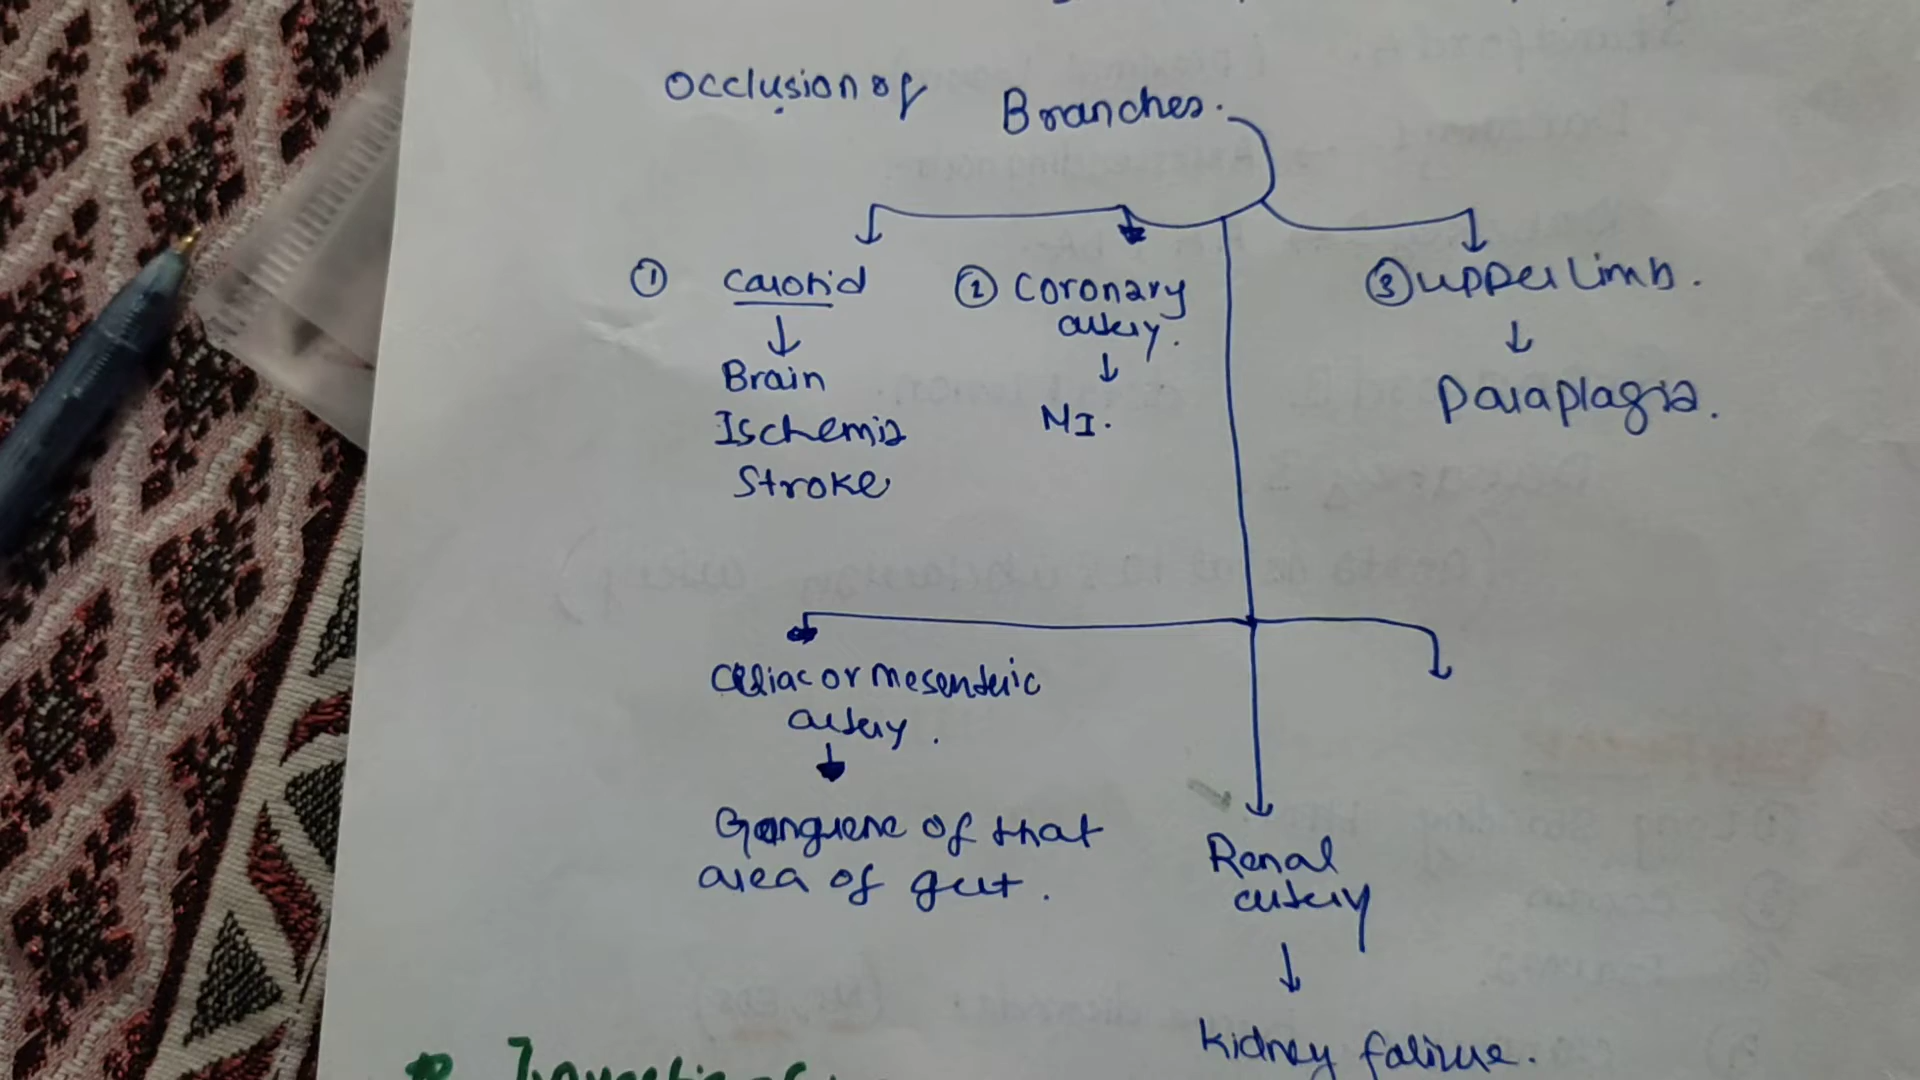 Occlusion of Branches.
① Carotid
Brain
Ischemia
Stroke
② Coronary
artery.
MI.
③ Upper Limb.
Paraplagia.
Celiac or Mesenteric
artery.
Gangrene of that
area of gut.
Renal
artery
Kidney failure.